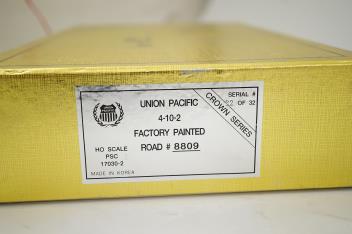 UNION PACIFIC
4-10-2
FACTORY PAINTED
ROAD # 8809
HO SCALE
PSC
17030-2
MADE IN KOREA
SERIAL #
22 OF 32
CROWN SERIES